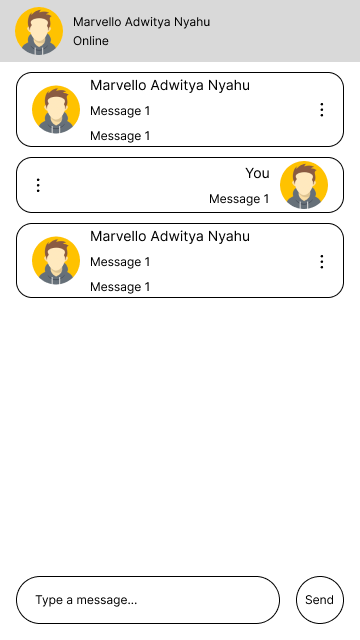 Marvello Adwitya Nyahu
Online
Marvello Adwitya Nyahu
Message 1
Message 1
You
Message 1
Marvello Adwitya Nyahu
Message 1
Message 1
Type a message...
Send